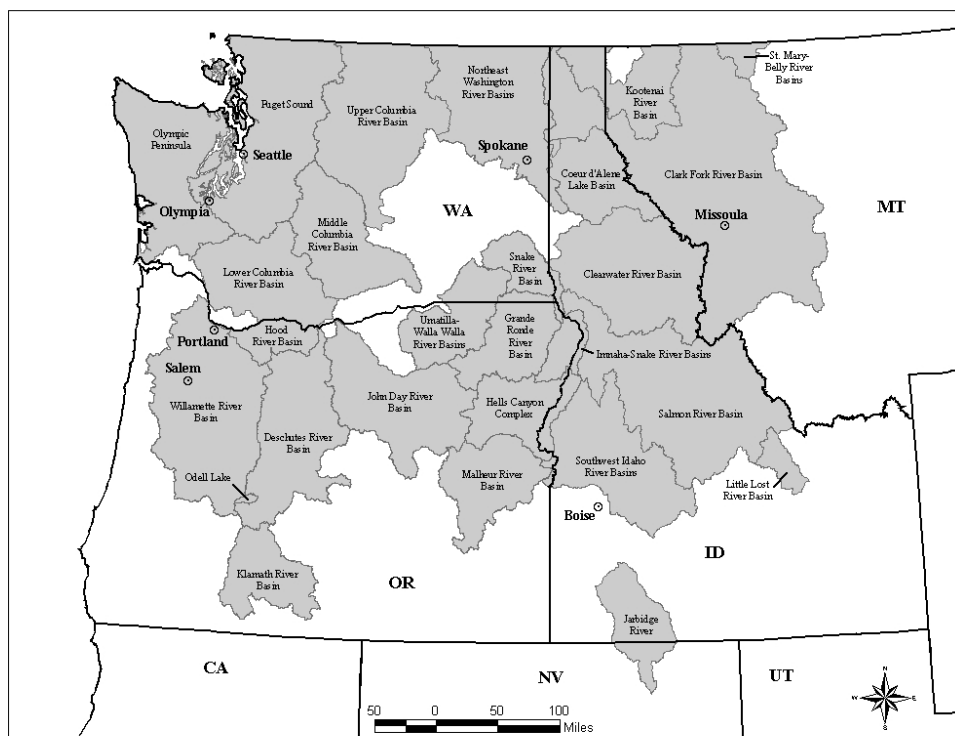 St. Mary-
Belly River
Basins
Northeast
Washington
River Basins
Kootenai
River
Basin
Puget Sound
Upper Columbia
River Basin
Olympic
Peninsula
Seattle
Spokane
Coeur d'Alene
Lake Basin
Clark Fork River Basin
Olympia
WA
Missoula
MT
Middle
Columbia
River Basin
Snake
River
Basin
Clearwater River Basin
Lower Columbia
River Basin
Umatilla-
Walla Walla
River Basins
Grande
Ronde
River
Basin
Portland
Hood
River Basin
Imnaha-Snake River Basins
Salem
Willamette River
Basin
John Day River
Basin
Hells Canyon
Complex
Salmon River Basin
Deschutes River
Basin
Odell Lake
Malheur River
Basin
Southwest Idaho
River Basins
Little Lost
River Basin
Boise
ID
Klamath River
Basin
OR
Jarbidge
River
CA
NV
UT
N
W
E
S
50 0 50 100
Miles